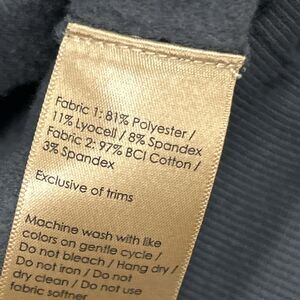 Fabric 1: 81% Polyester /
11% Lyocell / 8% Spandex
Fabric 2: 97% BCI Cotton /
3% Spandex
Exclusive of trims
Machine wash with like
colors on gentle cycle /
Do not bleach / Hang dry /
Do not iron / Do not
dry clean / Do not use
fabric softner